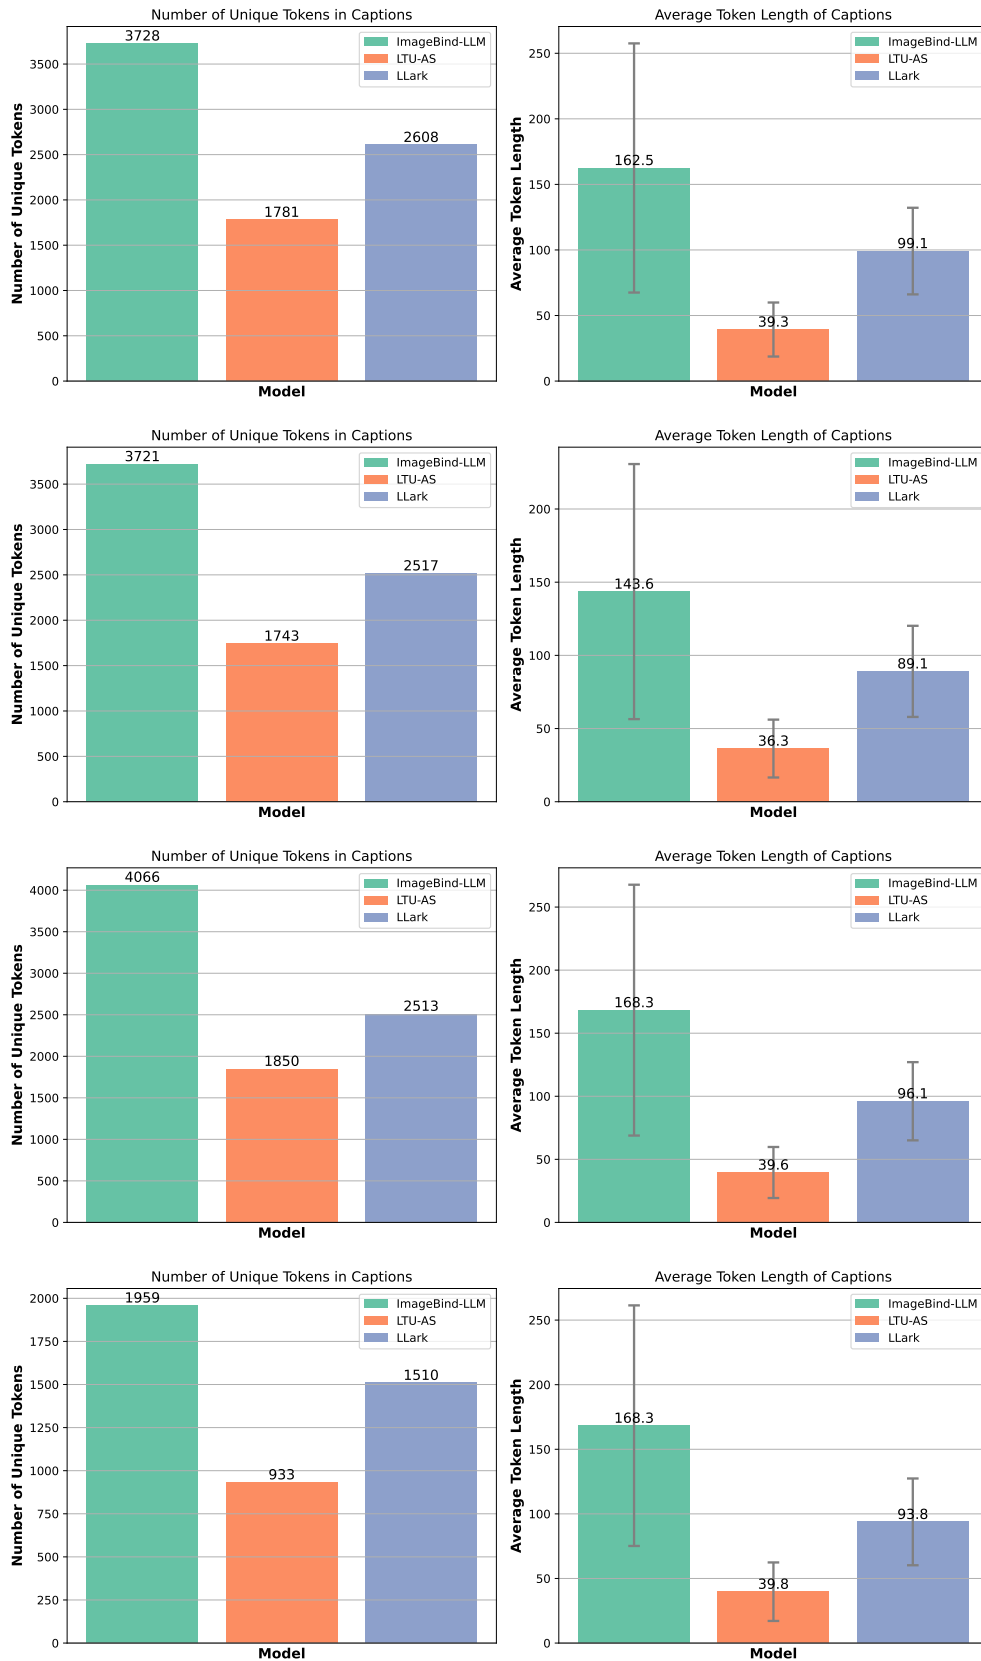 Number of Unique Tokens in Captions
Number of Unique Tokens
3500
3000
2500
2000
1500
1000
500
0
3728
1781
2608
ImageBind-LLM
LTU-AS
LLark
Model
Average Token Length of Captions
Average Token Length
250
200
150
100
50
0
162.5
39.3
99.1
ImageBind-LLM
LTU-AS
LLark
Model
Number of Unique Tokens in Captions
Number of Unique Tokens
3500
3000
2500
2000
1500
1000
500
0
3721
1743
2517
ImageBind-LLM
LTU-AS
LLark
Model
Average Token Length of Captions
Average Token Length
200
150
100
50
0
143.6
36.3
89.1
ImageBind-LLM
LTU-AS
LLark
Model
Number of Unique Tokens in Captions
Number of Unique Tokens
4000
3500
3000
2500
2000
1500
1000
500
0
4066
1850
2513
ImageBind-LLM
LTU-AS
LLark
Model
Average Token Length of Captions
Average Token Length
250
200
150
100
50
0
168.3
39.6
96.1
ImageBind-LLM
LTU-AS
LLark
Model
Number of Unique Tokens in Captions
Number of Unique Tokens
2000
1750
1500
1250
1000
750
500
250
0
1959
933
1510
ImageBind-LLM
LTU-AS
LLark
Model
Average Token Length of Captions
Average Token Length
250
200
150
100
50
0
168.3
39.8
93.8
ImageBind-LLM
LTU-AS
LLark
Model